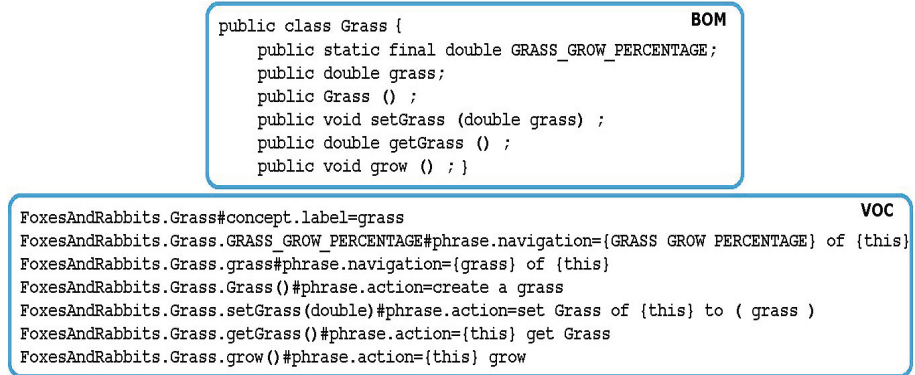 BOM
public class Grass {
public static final double GRASS_GROW_PERCENTAGE;
public double grass;
public Grass () ;
public void setGrass (double grass) ;
public double getGrass () ;
public void grow () ; }
VOC
FoxesAndRabbits.Grass#concept.label=grass
FoxesAndRabbits.Grass.GRASS_GROW_PERCENTAGE#phrase.navigation={GRASS GROW PERCENTAGE} of {this}
FoxesAndRabbits.Grass.grass#phrase.navigation={grass} of {this}
FoxesAndRabbits.Grass.Grass()#phrase.action=create a grass
FoxesAndRabbits.Grass.setGrass(double)#phrase.action=set Grass of {this} to ( grass )
FoxesAndRabbits.Grass.getGrass()#phrase.action={this} get Grass
FoxesAndRabbits.Grass.grow()#phrase.action={this} grow